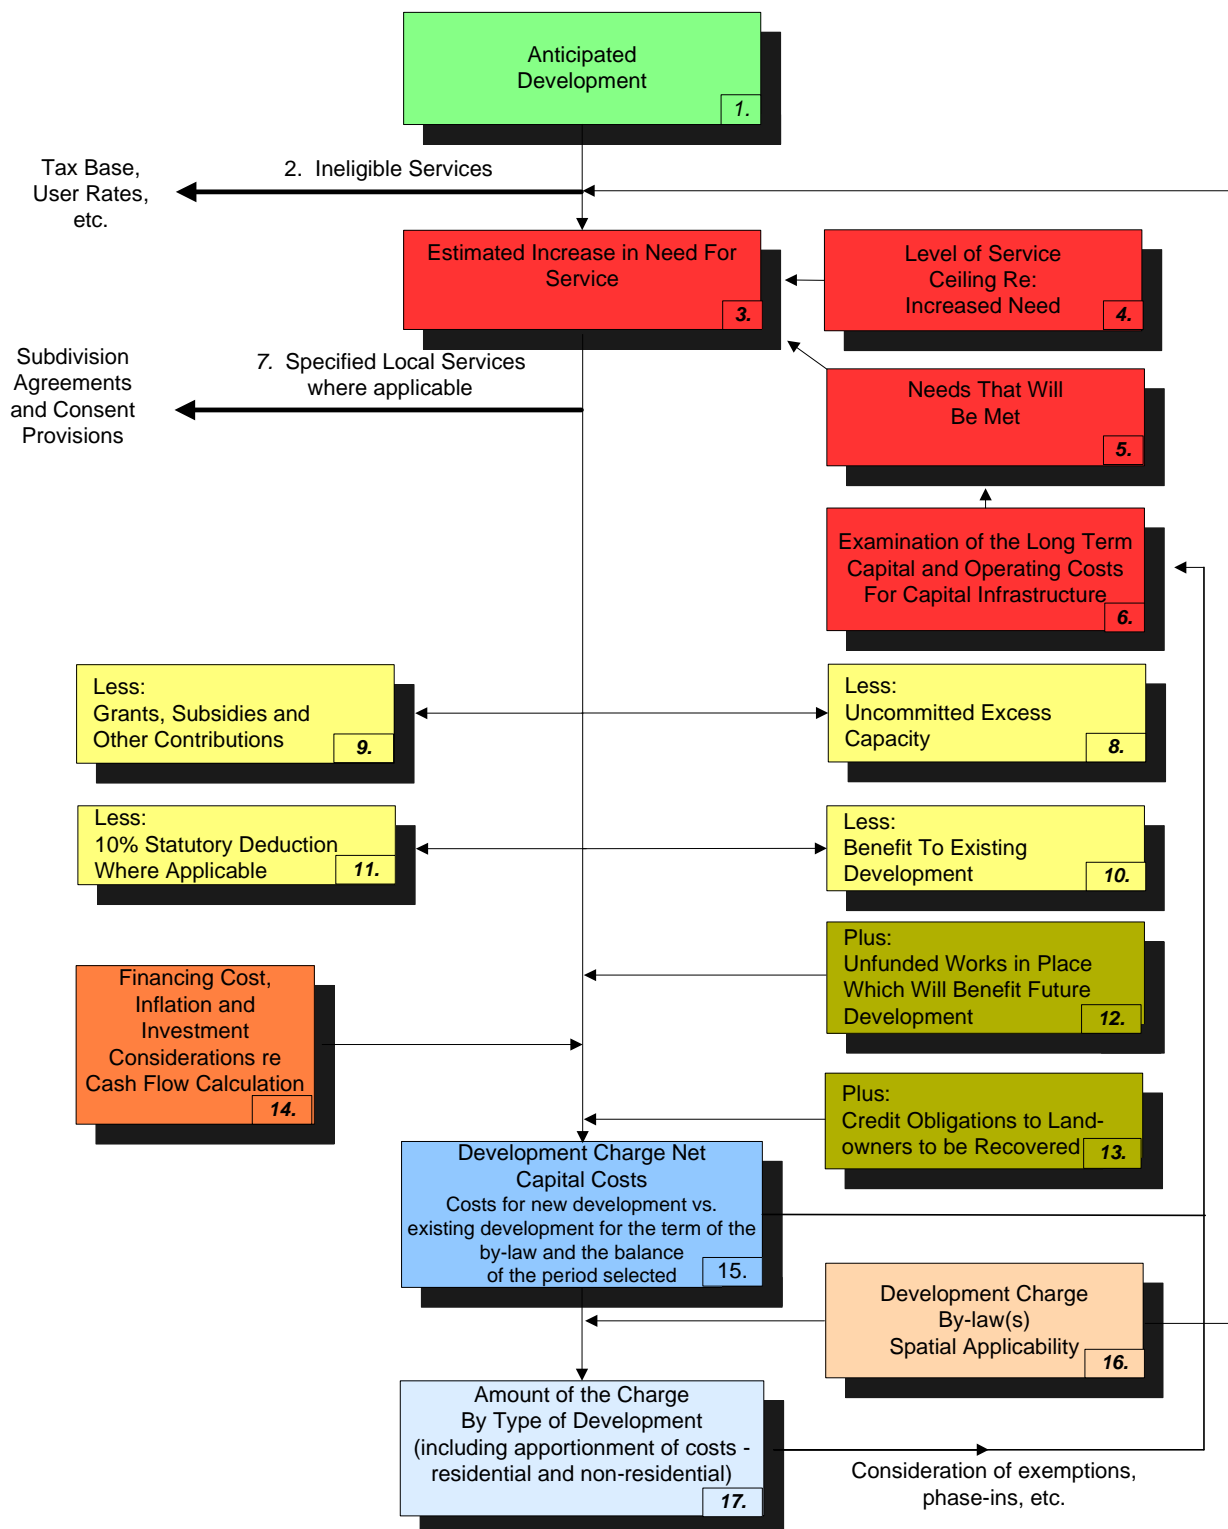 Anticipated
Development
1.
Tax Base,
User Rates,
etc.
2. Ineligible Services
Estimated Increase in Need For
Service
3.
Level of Service
Ceiling Re:
Increased Need
4.
Subdivision
Agreements
and Consent
Provisions
7. Specified Local Services
where applicable
Needs That Will
Be Met
5.
Examination of the Long Term
Capital and Operating Costs
For Capital Infrastructure
6.
Less:
Grants, Subsidies and
Other Contributions
9.
Less:
Uncommitted Excess
Capacity
8.
Less:
10% Statutory Deduction
Where Applicable
11.
Less:
Benefit To Existing
Development
10.
Plus:
Unfunded Works in Place
Which Will Benefit Future
Development
12.
Financing Cost,
Inflation and
Investment
Considerations re
Cash Flow Calculation
14.
Plus:
Credit Obligations to Land-
owners to be Recovered
13.
Development Charge Net
Capital Costs
Costs for new development vs.
existing development for the term of the
by-law and the balance
of the period selected
15.
Development Charge
By-law(s)
Spatial Applicability
16.
Amount of the Charge
By Type of Development
(including apportionment of costs -
residential and non-residential)
17.
Consideration of exemptions,
phase-ins, etc.